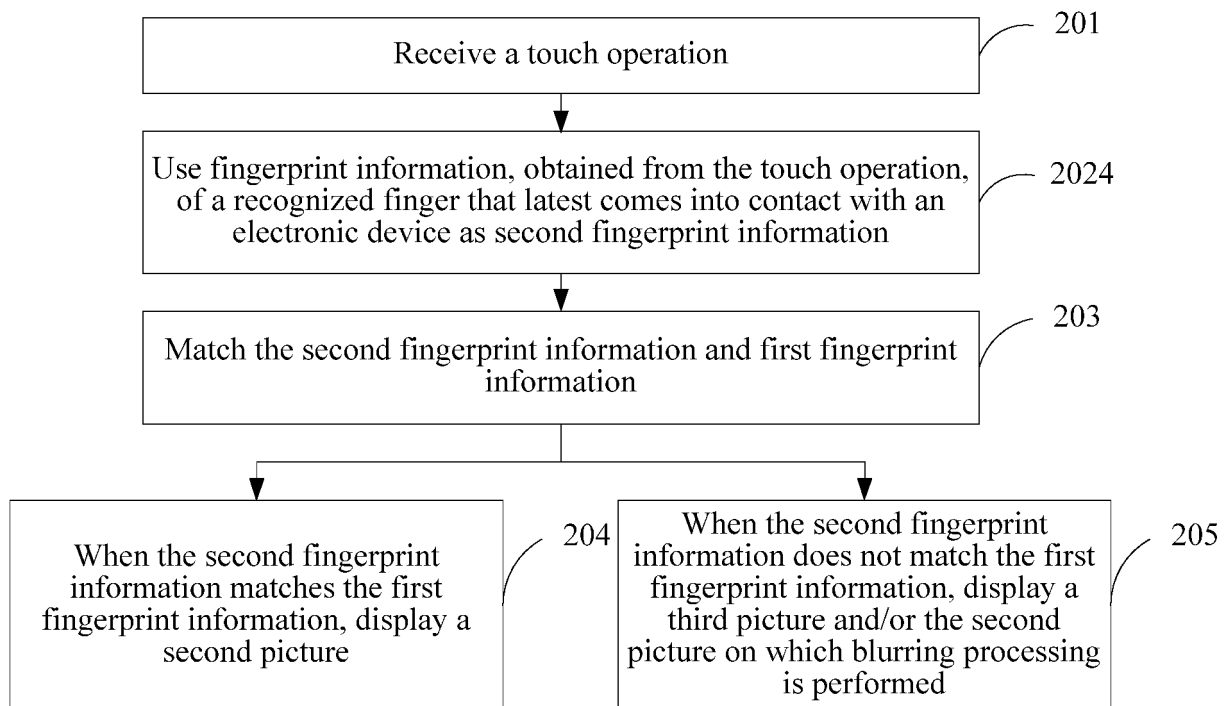 Receive a touch operation
201
Use fingerprint information, obtained from the touch operation,
of a recognized finger that latest comes into contact with an
electronic device as second fingerprint information
2024
Match the second fingerprint information and first fingerprint
information
203
When the second fingerprint
information matches the first
fingerprint information, display a
second picture
204
When the second fingerprint
information does not match the first
fingerprint information, display a
third picture and/or the second
picture on which blurring processing
is performed
205